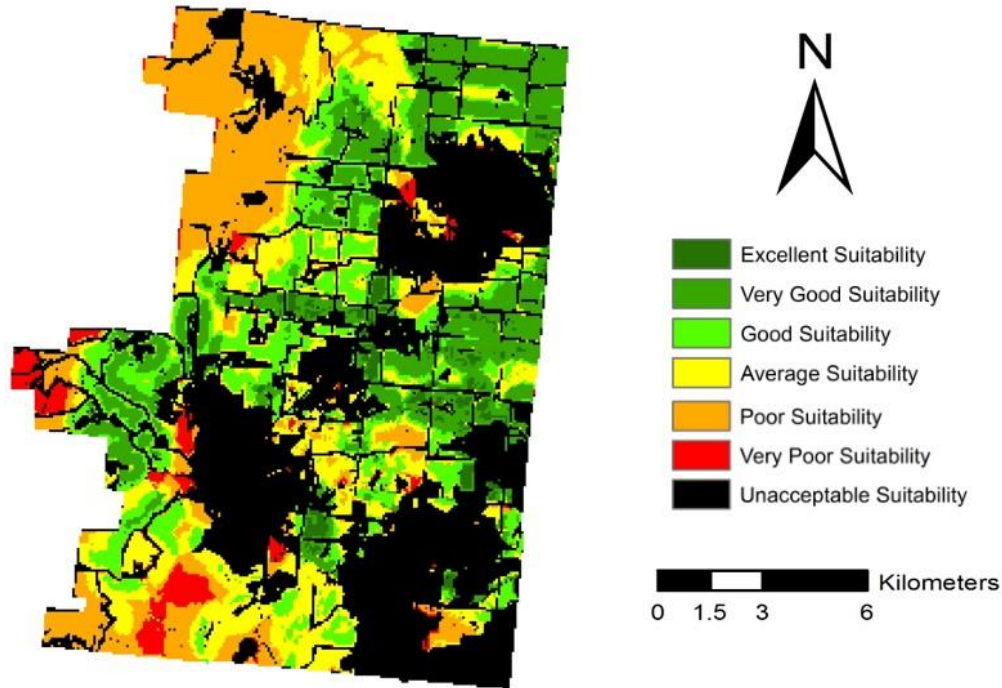 N
Excellent Suitability
Very Good Suitability
Good Suitability
Average Suitability
Poor Suitability
Very Poor Suitability
Unacceptable Suitability
Kilometers
0 1.5 3 6